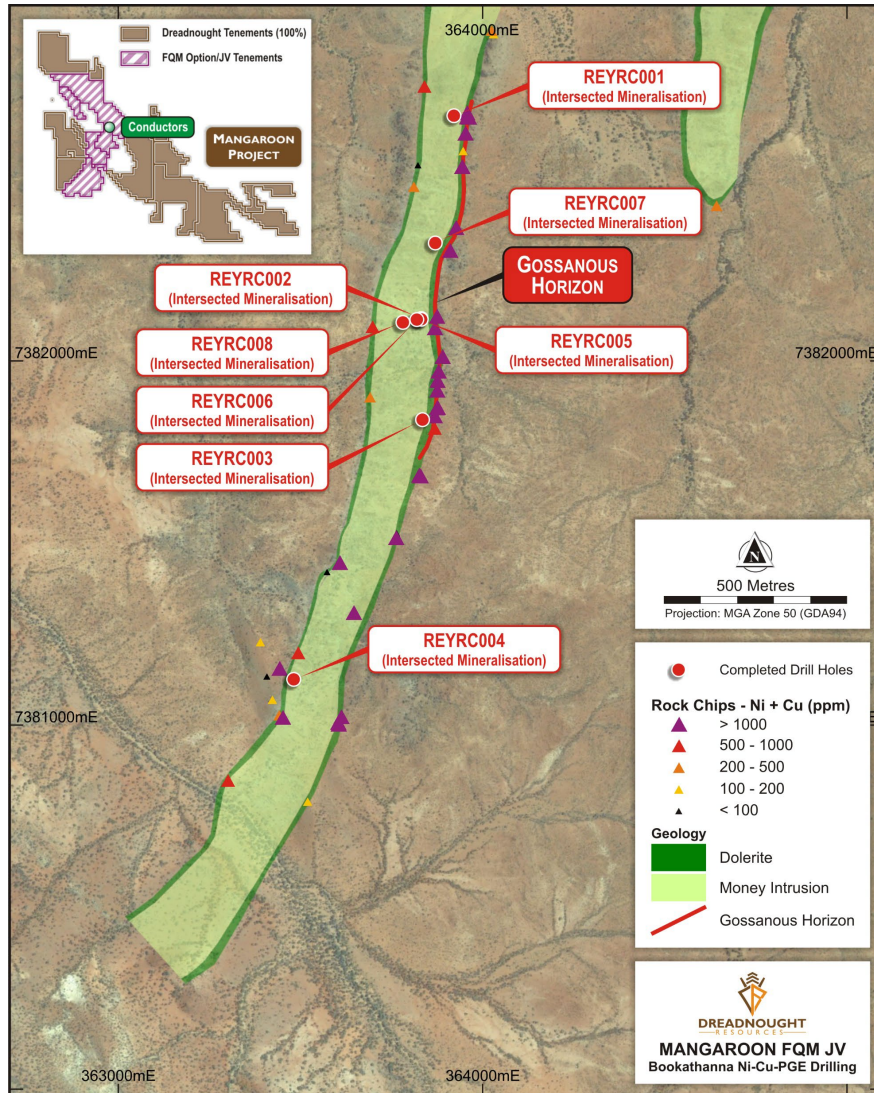 Dreadnought Tenements (100%)
FQM Option/JV Tenements
Conductors
MANGAROON
PROJECT
364000mE
REYRC001
(Intersected Mineralisation)
REYRC007
(Intersected Mineralisation)
GOSSANOUS
HORIZON
REYRC002
(Intersected Mineralisation)
REYRC008
(Intersected Mineralisation)
REYRC005
(Intersected Mineralisation)
7382000mE
7382000mE
REYRC006
(Intersected Mineralisation)
REYRC003
(Intersected Mineralisation)
N
500 Metres
Projection: MGA Zone 50 (GDA94)
REYRC004
(Intersected Mineralisation)
7381000mE
Completed Drill Holes
Rock Chips - Ni + Cu (ppm)
> 1000
500 - 1000
200 - 500
100 - 200
< 100
Geology
Dolerite
Money Intrusion
Gossanous Horizon
DREADNOUGHT
RESOURCES
MANGAROON FQM JV
Bookathanna Ni-Cu-PGE Drilling
363000mE
364000mE